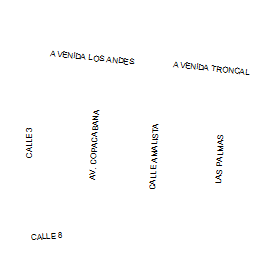 AVENIDA LOS ANDES
AVENIDA TRONCAL
CALLE 3
AV. COPACABANA
CALLE AMALISTA
LAS PALMAS
CALLE 8